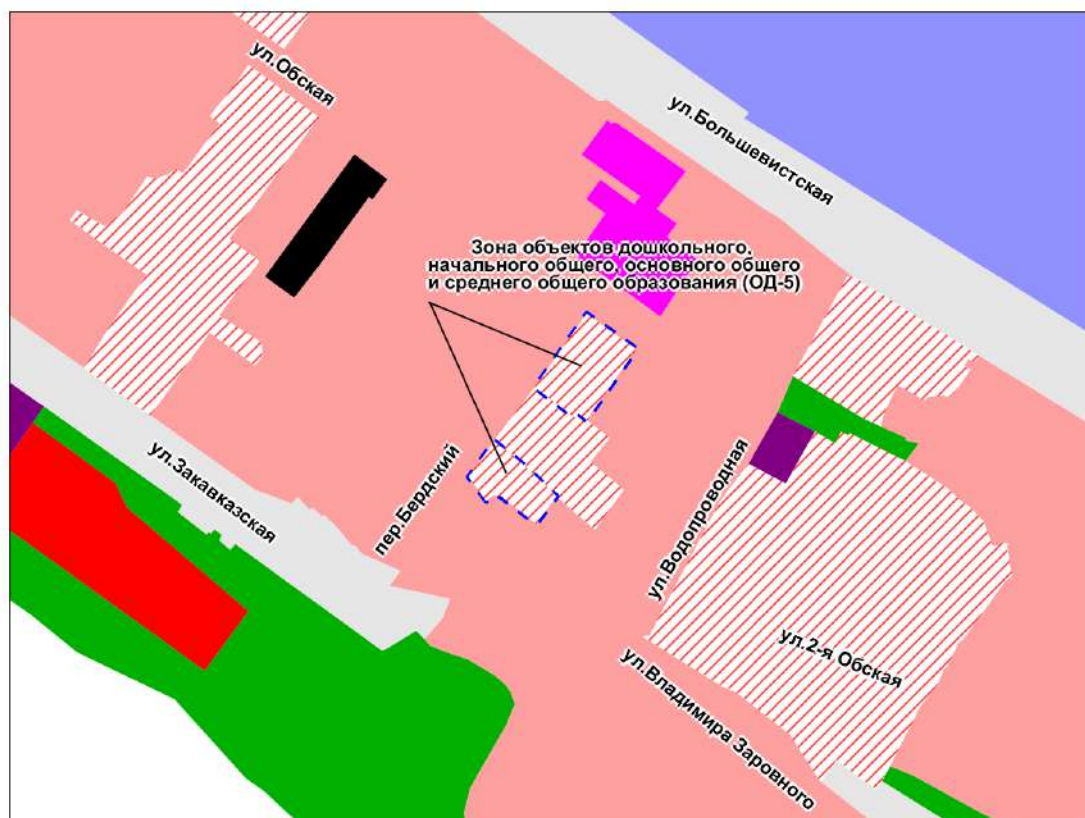 ул.Обская
ул.Большевистская
Зона объектов дошкольного,
начального общего, основного общего
и среднего общего образования (ОД-5)
ул.Закавказская
пер.Бердский
ул.Водопроводная
ул.2-я Обская
ул.Владимира Заровного